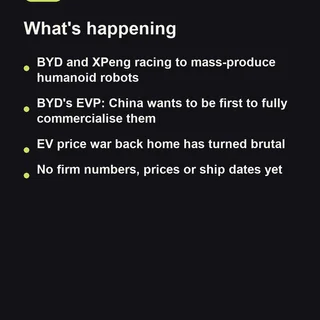 What's happening
BYD and XPeng racing to mass-produce
humanoid robots
BYD's EVP: China wants to be first to fully
commercialise them
EV price war back home has turned brutal
No firm numbers, prices or ship dates yet